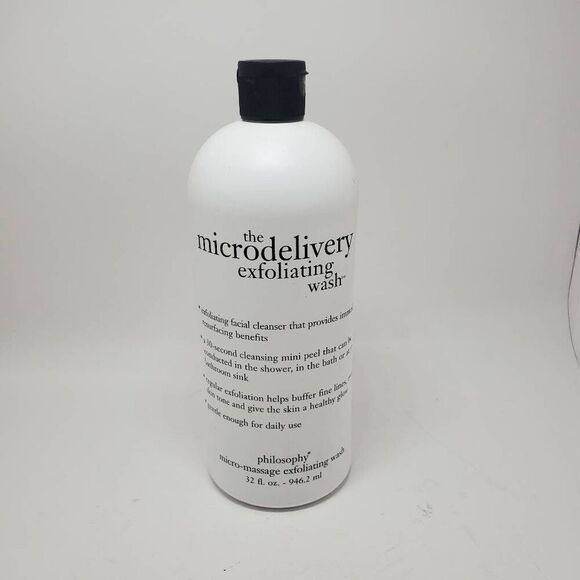 the
microdelivery
exfoliating
wash™
* exfoliating facial cleanser that provides
resurfacing benefits
* a 30-second cleansing mini peel that can be
conducted in the shower, in the bath or
bathroom sink
* regular exfoliation helps buffer fine lines,
skin tone and give the skin a healthy glow
* gentle enough for daily use
philosophy®
micro-massage exfoliating wash
32 fl. oz. - 946.2 ml